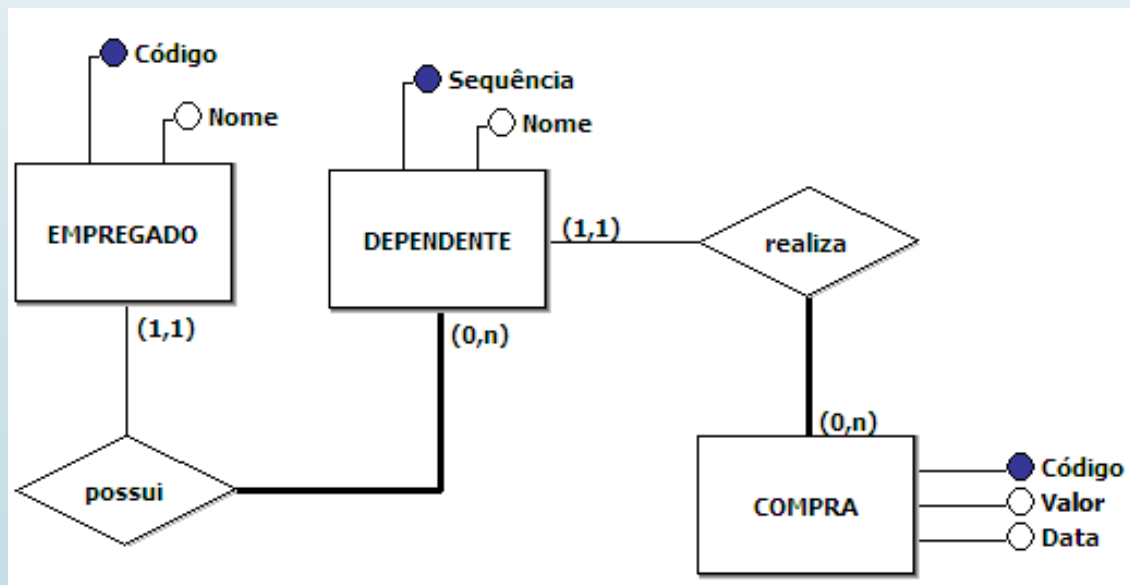 Código
Nome
EMPREGADO
(1,1)
possui
Sequência
Nome
DEPENDENTE
(0,n)
(1,1)
realiza
(0,n)
COMPRA
Código
Valor
Data